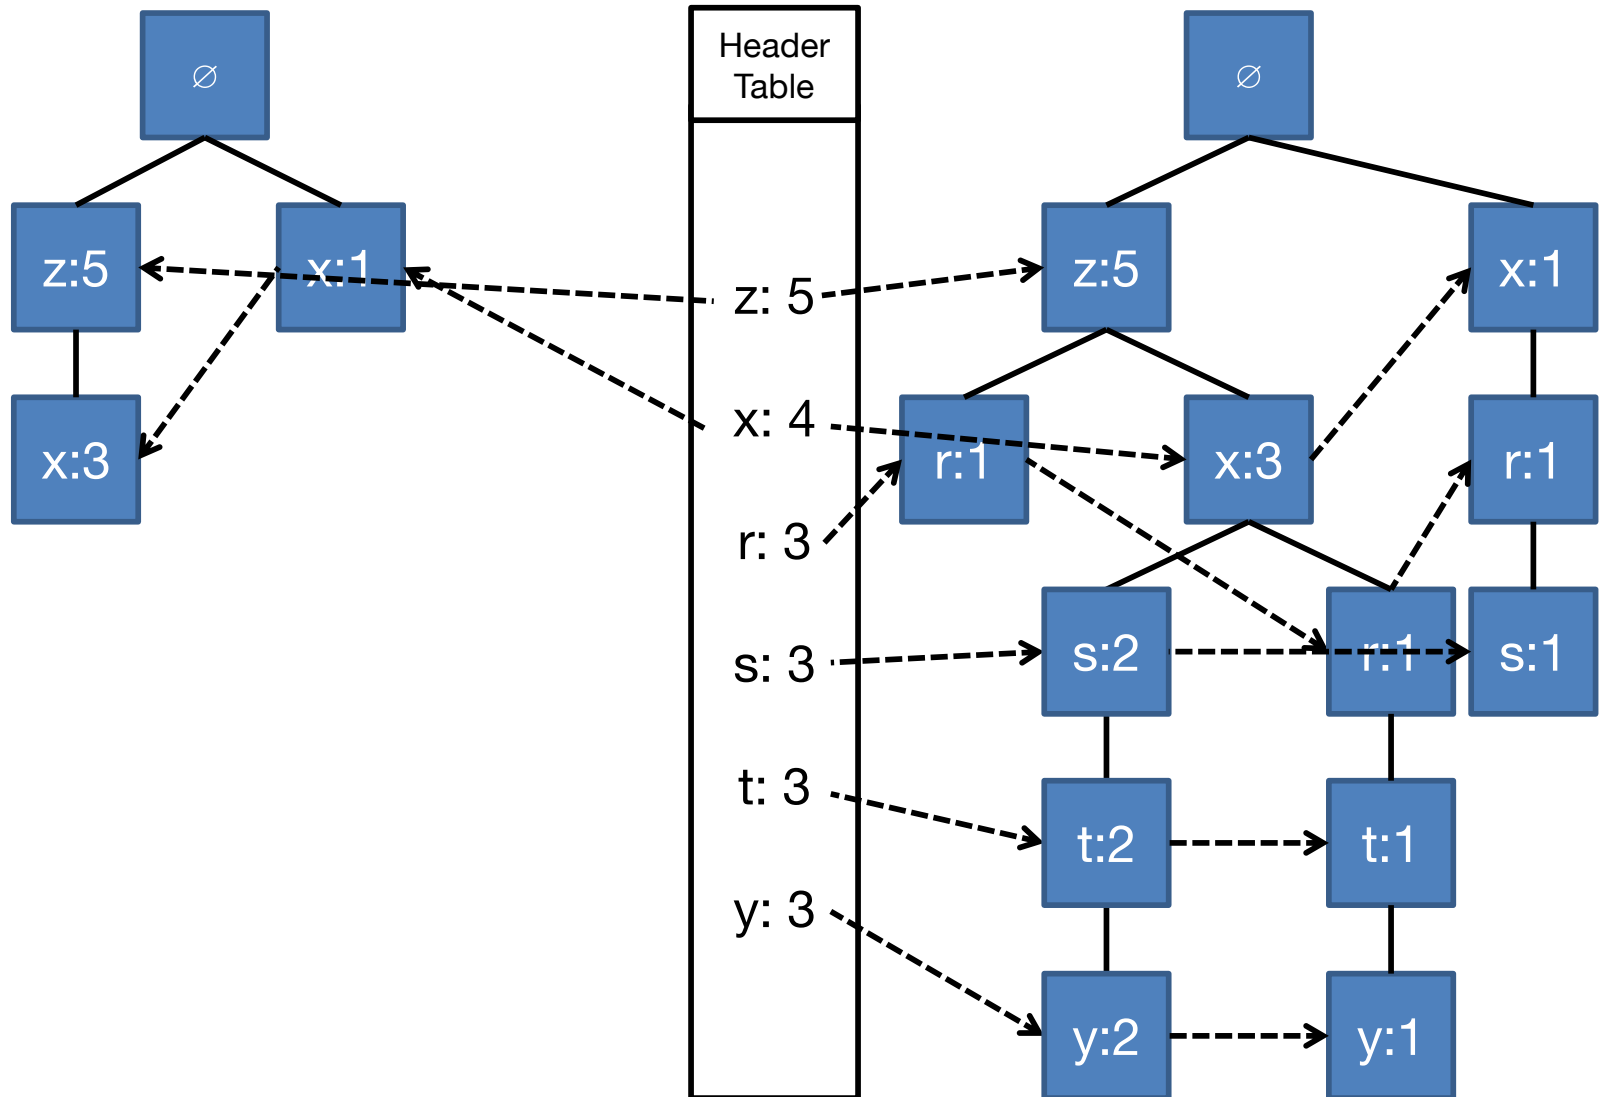 ∅
z:5
x:1
x:3
Header
Table
z: 5
x: 4
r: 3
s: 3
t: 3
y: 3
∅
z:5
x:1
r:1
x:3
r:1
s:2
r:1
s:1
t:2
t:1
y:2
y:1